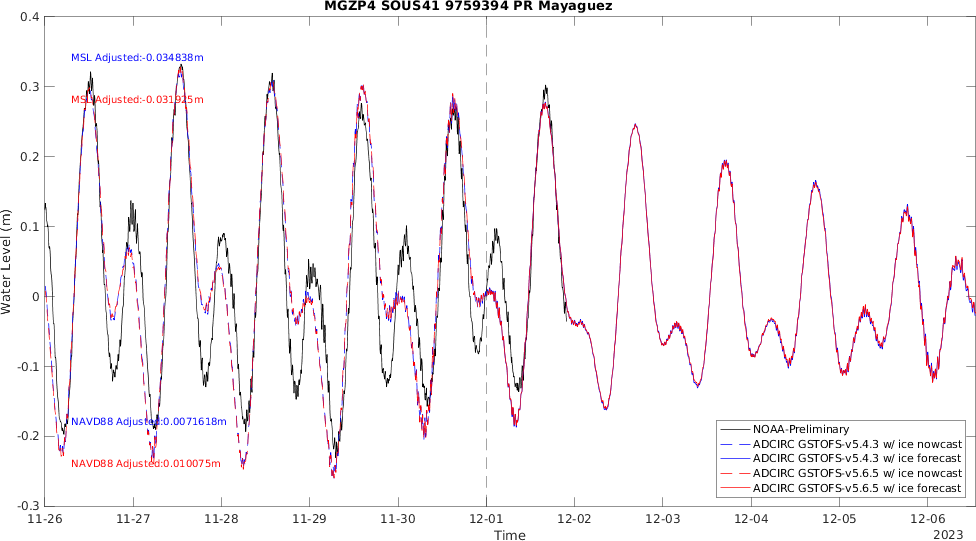 MGZP4 SOUS41 9759394 PR Mayaguez
0.4
0.3
0.2
0.1
0
-0.1
-0.2
-0.3
Water Level (m)
MSL Adjusted:-0.034838m
MSL Adjusted:-0.031925m
NAVD88 Adjusted:0.0071618m
NAVD88 Adjusted:0.010075m
NOAA-Preliminary
ADCIRC GSTOFS-v5.4.3 w/ ice nowcast
ADCIRC GSTOFS-v5.4.3 w/ ice forecast
ADCIRC GSTOFS-v5.6.5 w/ ice nowcast
ADCIRC GSTOFS-v5.6.5 w/ ice forecast
11-26 11-27 11-28 11-29 11-30 12-01 12-02 12-03 12-04 12-05 12-06
Time
2023